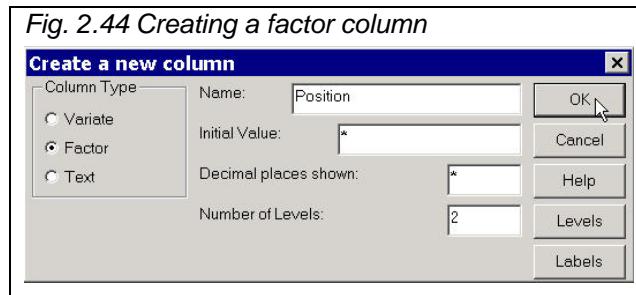 Fig. 2.44 Creating a factor column
Create a new column
Column Type
Variate
Factor
Text
Name: Position
Initial Value: *
Decimal places shown: *
Number of Levels: 2
OK
Cancel
Help
Levels
Labels